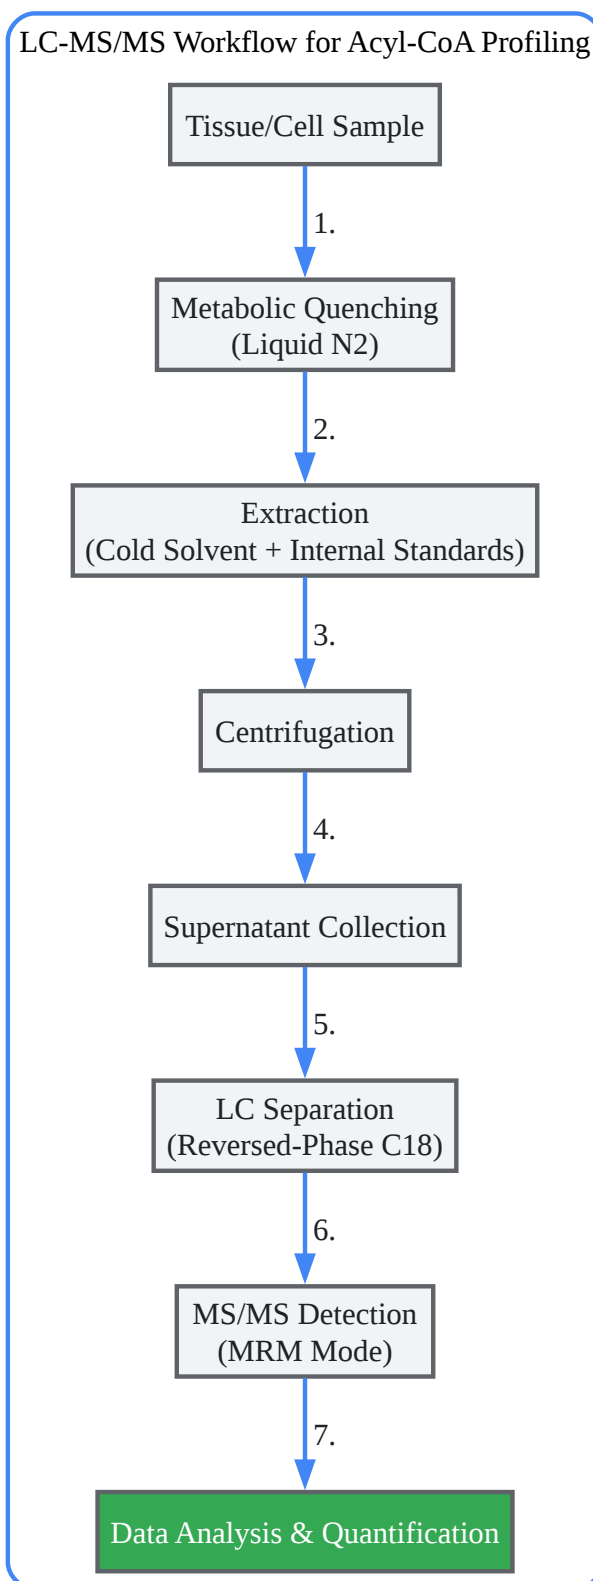 LC-MS/MS Workflow for Acyl-CoA Profiling
Tissue/Cell Sample
1.
Metabolic Quenching
(Liquid N2)
2.
Extraction
(Cold Solvent + Internal Standards)
3.
Centrifugation
4.
Supernatant Collection
5.
LC Separation
(Reversed-Phase C18)
6.
MS/MS Detection
(MRM Mode)
7.
Data Analysis & Quantification